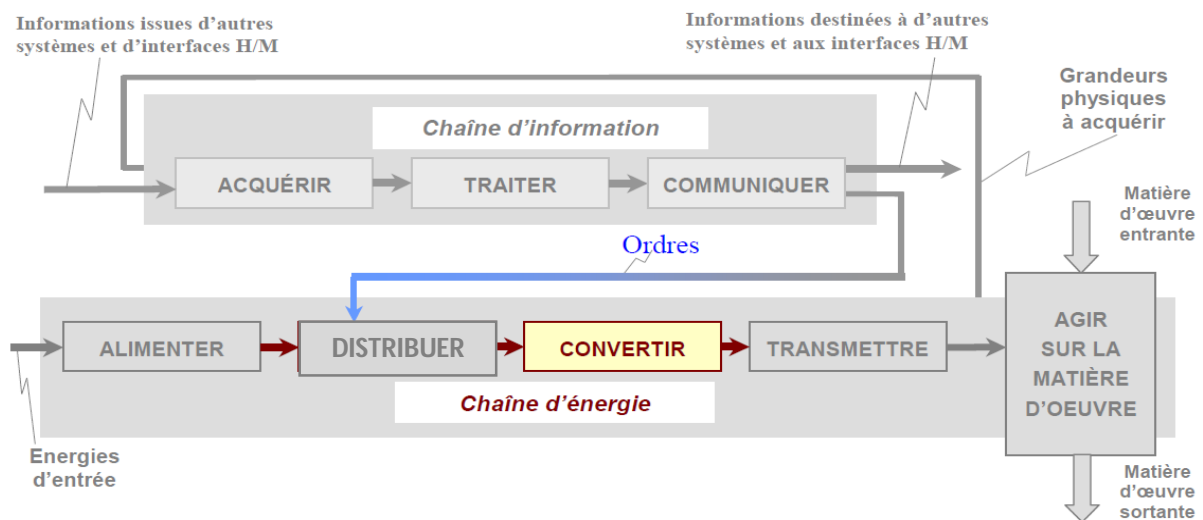 Informations issues d'autres
systèmes et d'interfaces H/M
Informations destinées à d'autres
systèmes et aux interfaces H/M
Grandeurs
physiques
à acquérir
Chaîne d'information
ACQUÉRIR
TRAITER
COMMUNIQUER
Matière
d'œuvre
entrante
Ordres
ALIMENTER
DISTRIBUER
CONVERTIR
TRANSMETTRE
AGIR
SUR LA
MATIÈRE
D'OEUVRE
Chaîne d'énergie
Energies
d'entrée
Matière
d'œuvre
sortante